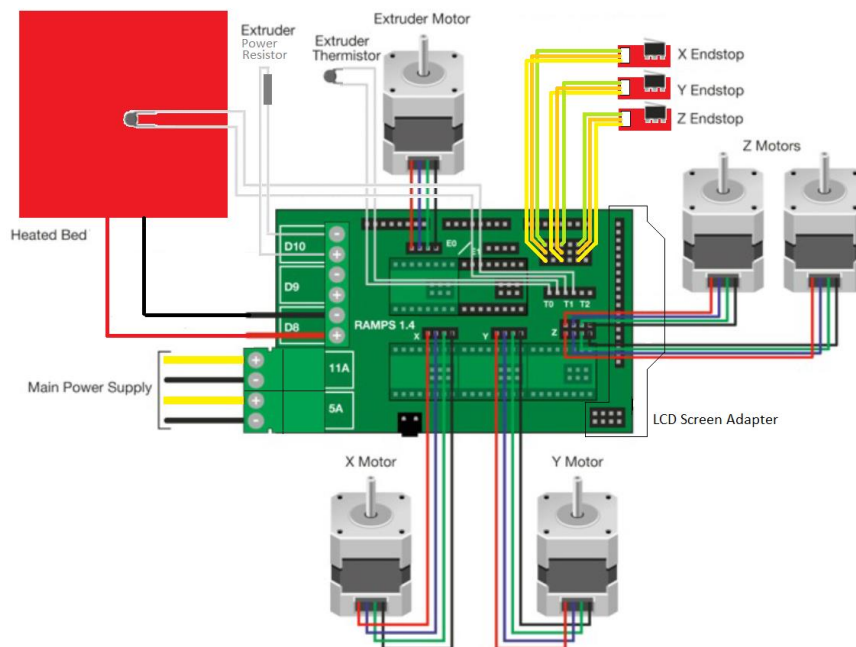 Extruder Motor
Extruder
Power
Resistor
Extruder
Thermistor
X Endstop
Y Endstop
Z Endstop
Z Motors
Heated Bed
D10
E0
E1
D9
T0 T1 T2
D8
RAMPS 1.4
X
Y
Z
11A
Main Power Supply
5A
LCD Screen Adapter
X Motor
Y Motor